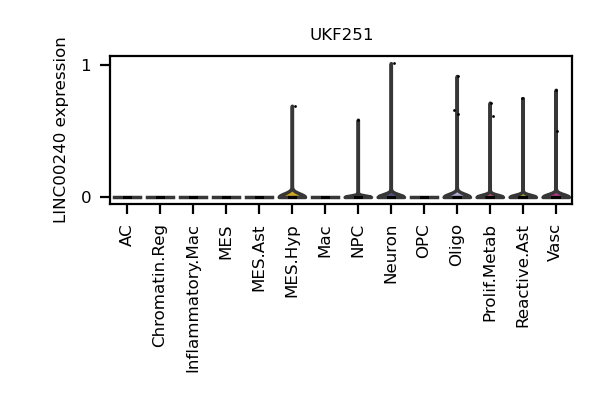 UKF251
LINC00240 expression
1
0
AC
Chromatin.Reg
Inflammatory.Mac
MES
MES.Ast
MES.Hyp
Mac
NPC
Neuron
OPC
Oligo
Prolif.Metab
Reactive.Ast
Vasc